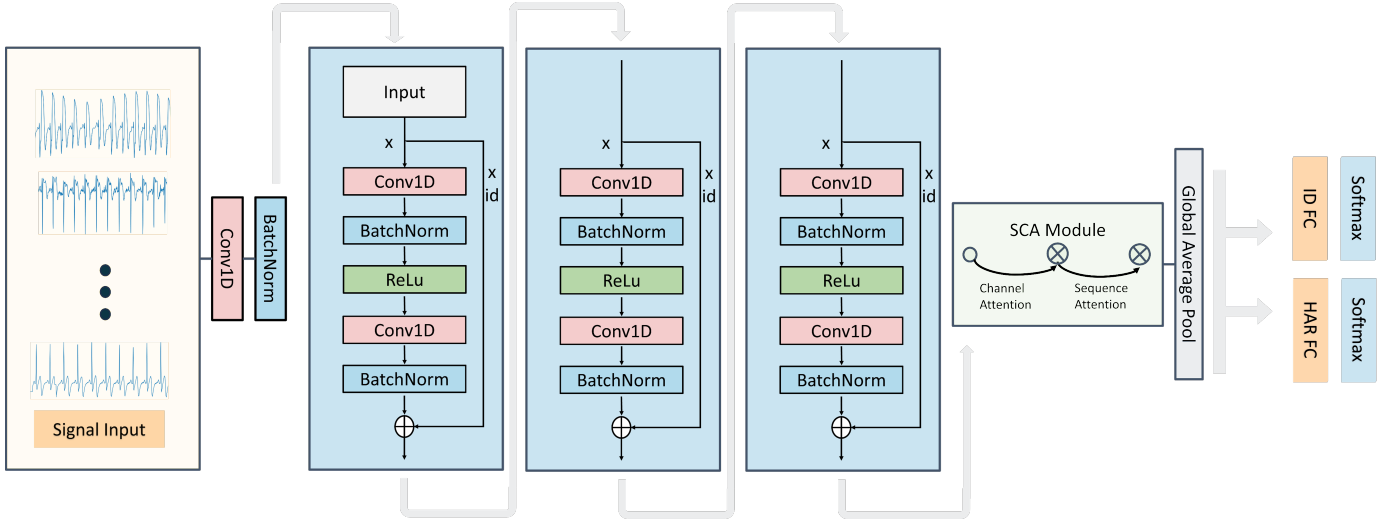 Signal Input
Conv1D
BatchNorm
Input
x
x
id
Conv1D
BatchNorm
ReLu
Conv1D
BatchNorm
x
x
id
Conv1D
BatchNorm
ReLu
Conv1D
BatchNorm
x
x
id
Conv1D
BatchNorm
ReLu
Conv1D
BatchNorm
SCA Module
Channel
Attention
Sequence
Attention
Global Average Pool
ID FC
Softmax
HAR FC
Softmax